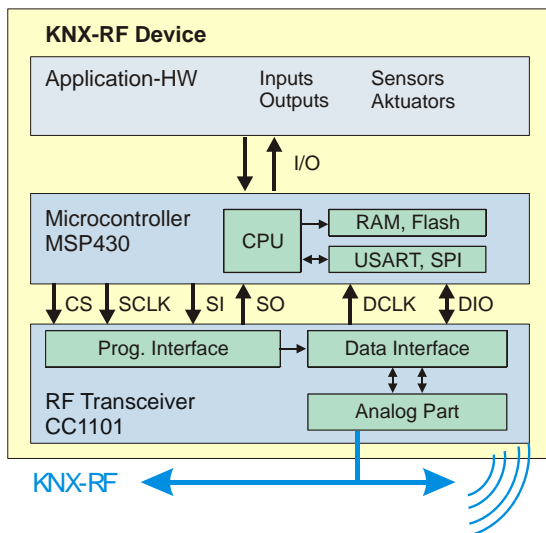 KNX-RF Device
Application-HW
Inputs
Outputs
Sensors
Aktuators
I/O
Microcontroller
MSP430
CPU
RAM, Flash
USART, SPI
CS
SCLK
SI
SO
DCLK
DIO
Prog. Interface
Data Interface
RF Transceiver
CC1101
Analog Part
KNX-RF